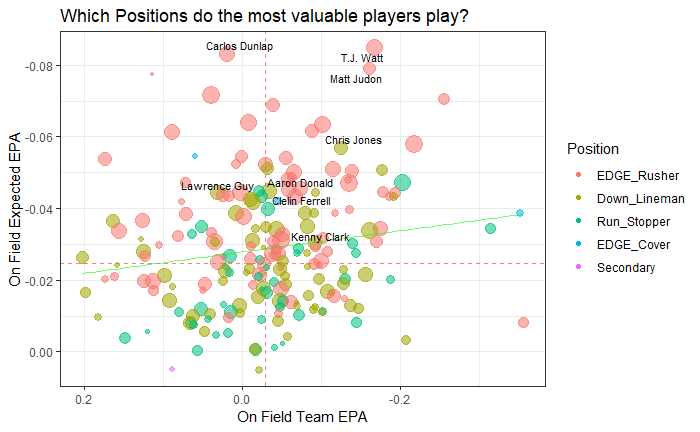 Which Positions do the most valuable players play?
Carlos Dunlap
T.J. Watt
Matt Judon
Chris Jones
Lawrence Guy
Aaron Donald
Clelin Ferrell
Kenny Clark
-0.08
-0.06
-0.04
-0.02
0.00
On Field Expected EPA
0.2
0.0
-0.2
On Field Team EPA
Position
EDGE_Rusher
Down_Lineman
Run_Stopper
EDGE_Cover
Secondary